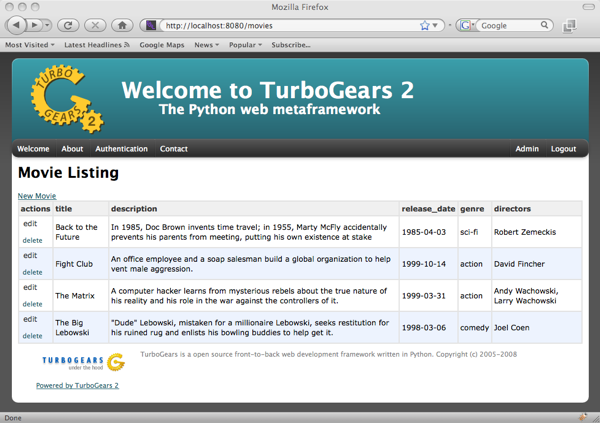 Mozilla Firefox
http://localhost:8080/movies
Google
Most Visited
Latest Headlines
Google Maps
News
Popular
Subscribe...
TURBO
GEARS
2
Welcome to TurboGears 2
The Python web metaframework
Welcome About Authentication Contact Admin Logout
Movie Listing
New Movie
actions title description release_date genre directors
edit
delete
Back to the
Future
In 1985, Doc Brown invents time travel; in 1955, Marty McFly accidentally
prevents his parents from meeting, putting his own existence at stake
1985-04-03
sci-fi
Robert Zemeckis
edit
delete
Fight Club
An office employee and a soap salesman build a global organization to help
vent male aggression.
1999-10-14
action
David Fincher
edit
delete
The Matrix
A computer hacker learns from mysterious rebels about the true nature of
his reality and his role in the war against the controllers of it.
1999-03-31
action
Andy Wachowski,
Larry Wachowski
edit
delete
The Big
Lebowski
"Dude" Lebowski, mistaken for a millionaire Lebowski, seeks restitution for
his ruined rug and enlists his bowling buddies to help get it.
1998-03-06
comedy
Joel Coen
TURBOGEARS
under the hood
TurboGears is a open source front-to-back web development framework written in Python. Copyright (c) 2005-2008
Powered by TurboGears 2
Done